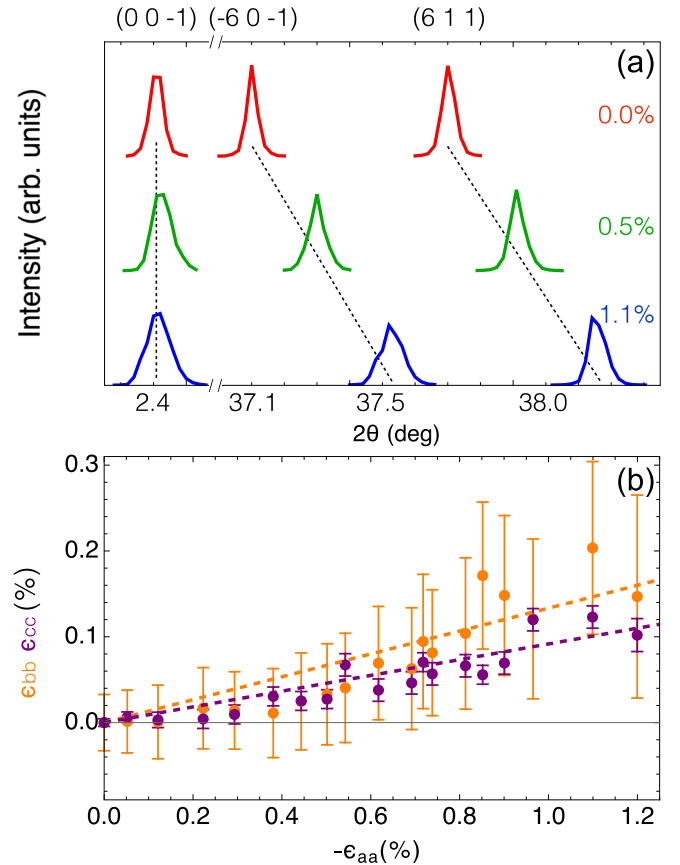 (0 0 -1) (-6 0 -1) (6 1 1)
(a)
0.0%
0.5%
1.1%
Intensity (arb. units)
2.4 37.1 37.5 38.0
2θ (deg)
(b)
0.3
0.2
0.1
0.0
ϵbb ϵcc (%)
0.0 0.2 0.4 0.6 0.8 1.0 1.2
-ϵaa(%)